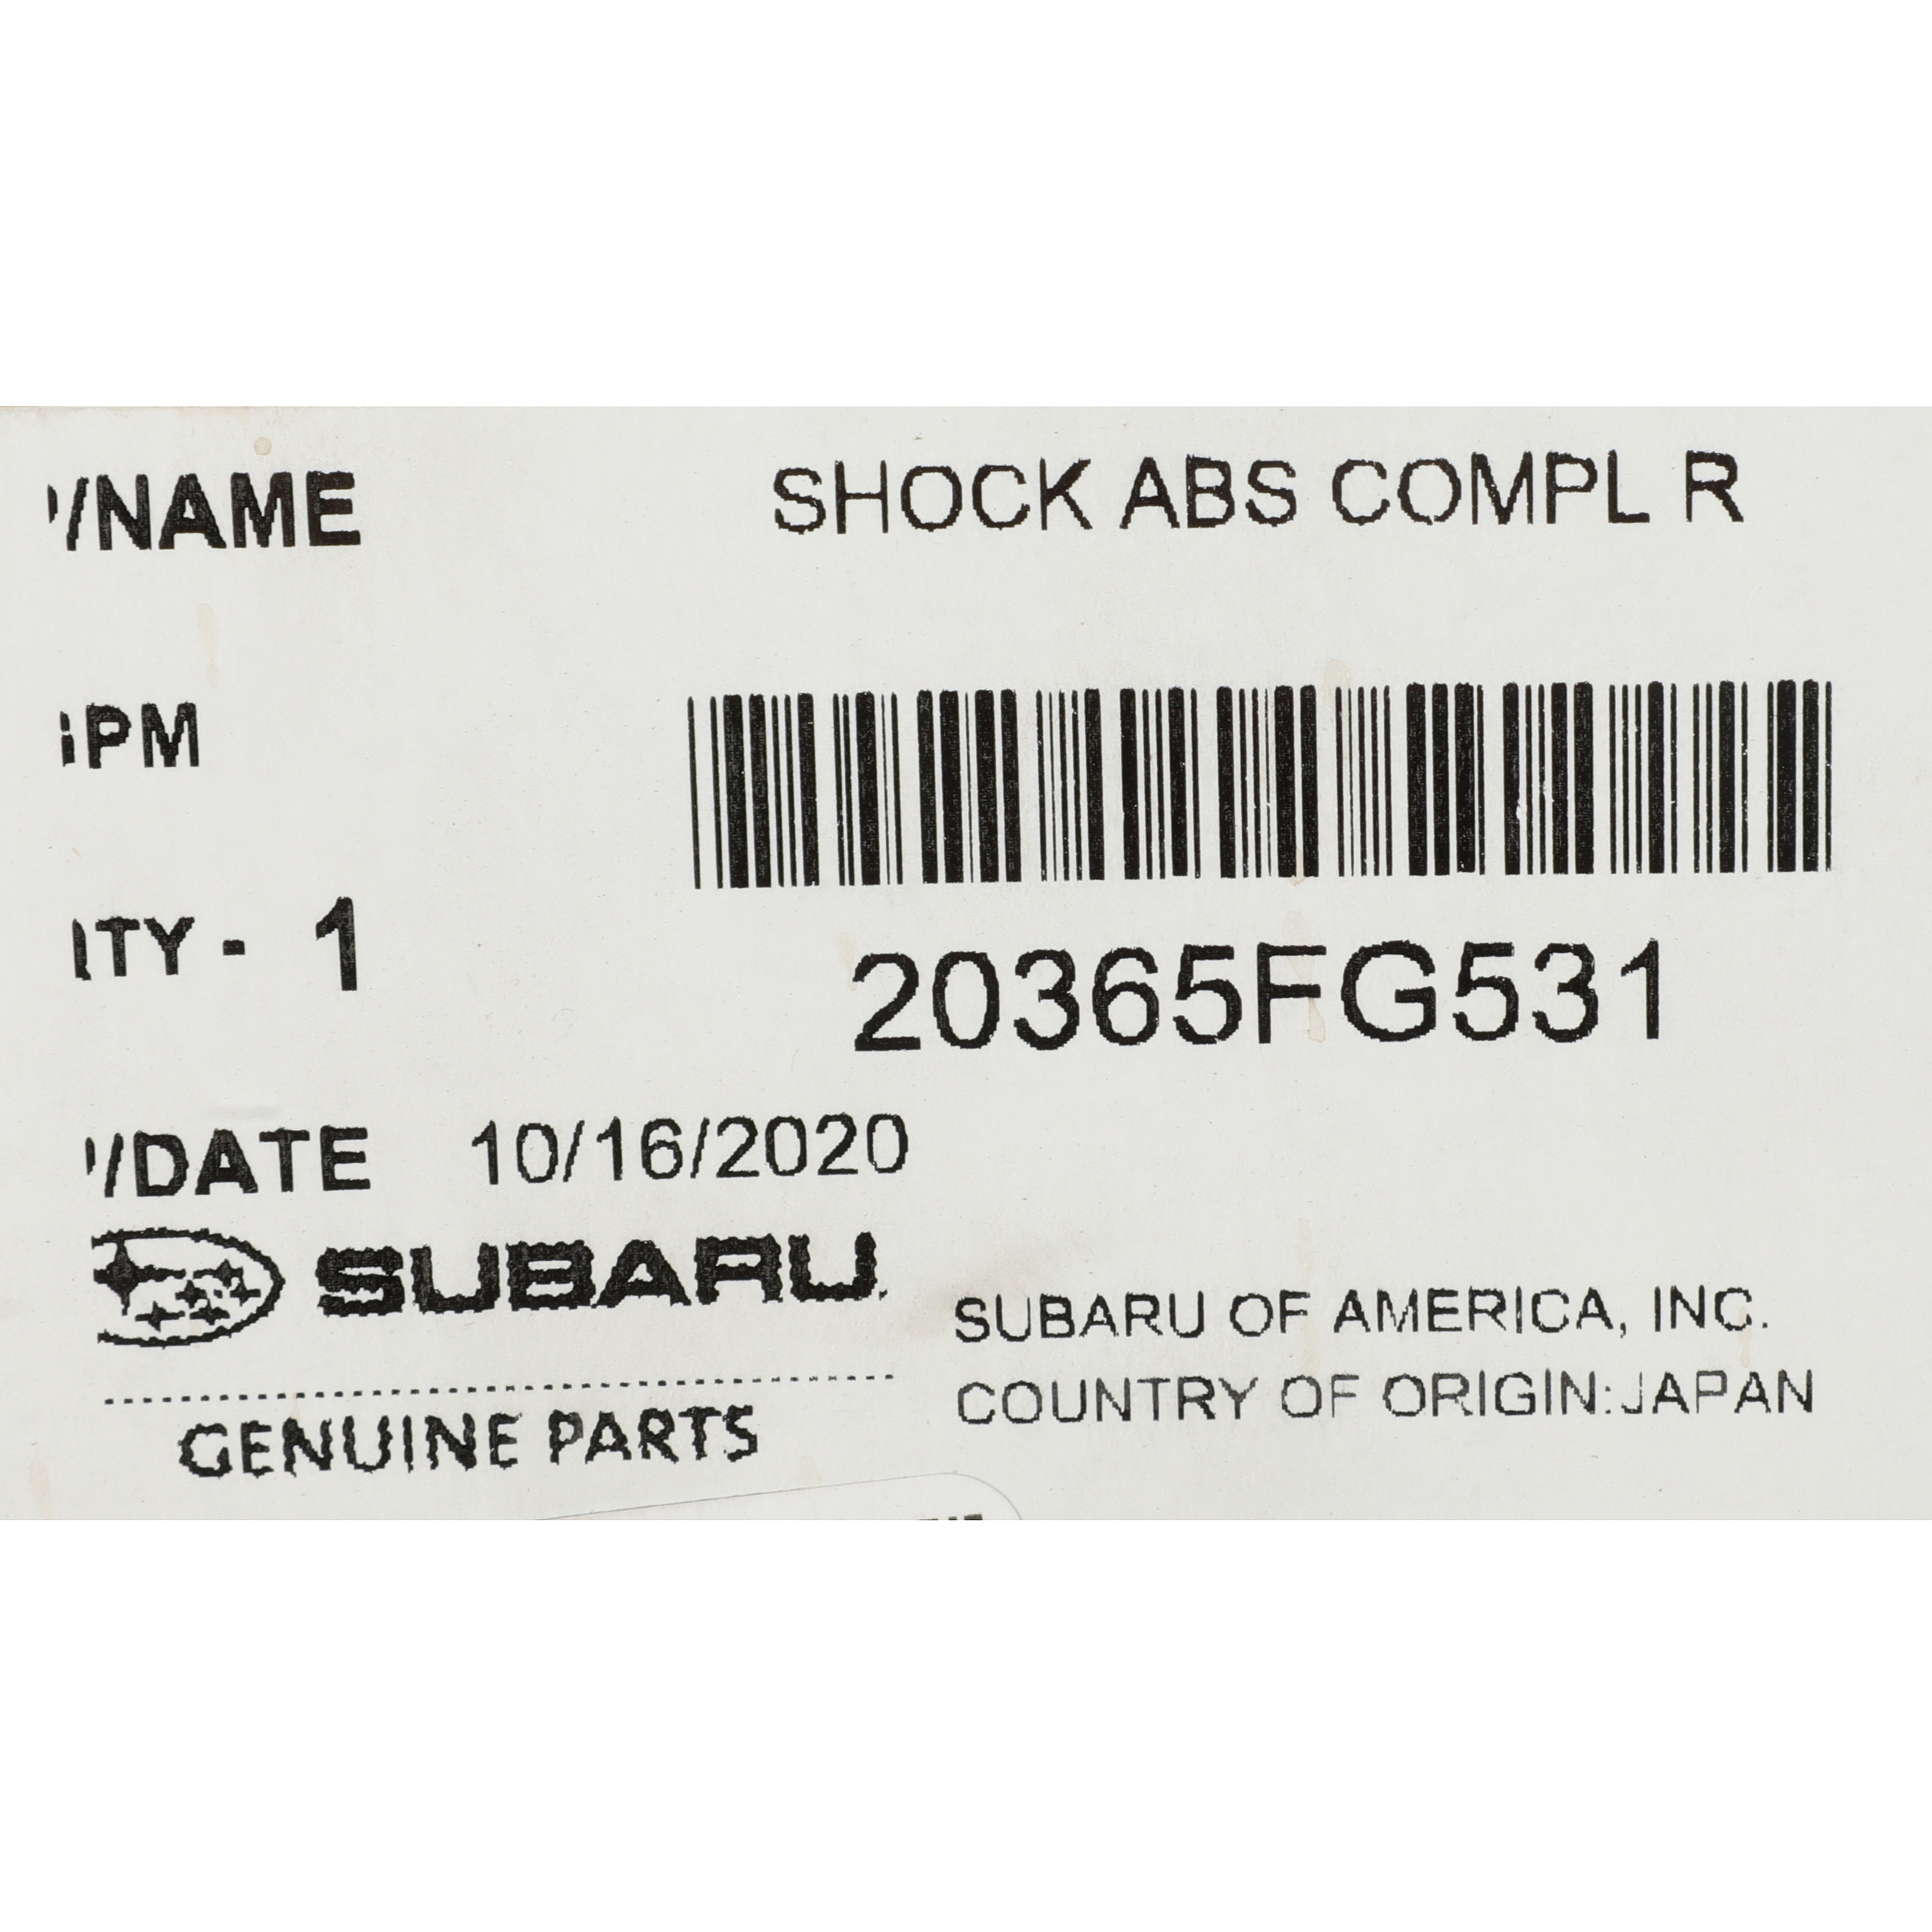 /NAME SHOCK ABS COMPL R
PM
ITY - 1
20365FG531
/DATE 10/16/2020
SUBARU
SUBARU OF AMERICA, INC.
COUNTRY OF ORIGIN:JAPAN
GENUINE PARTS